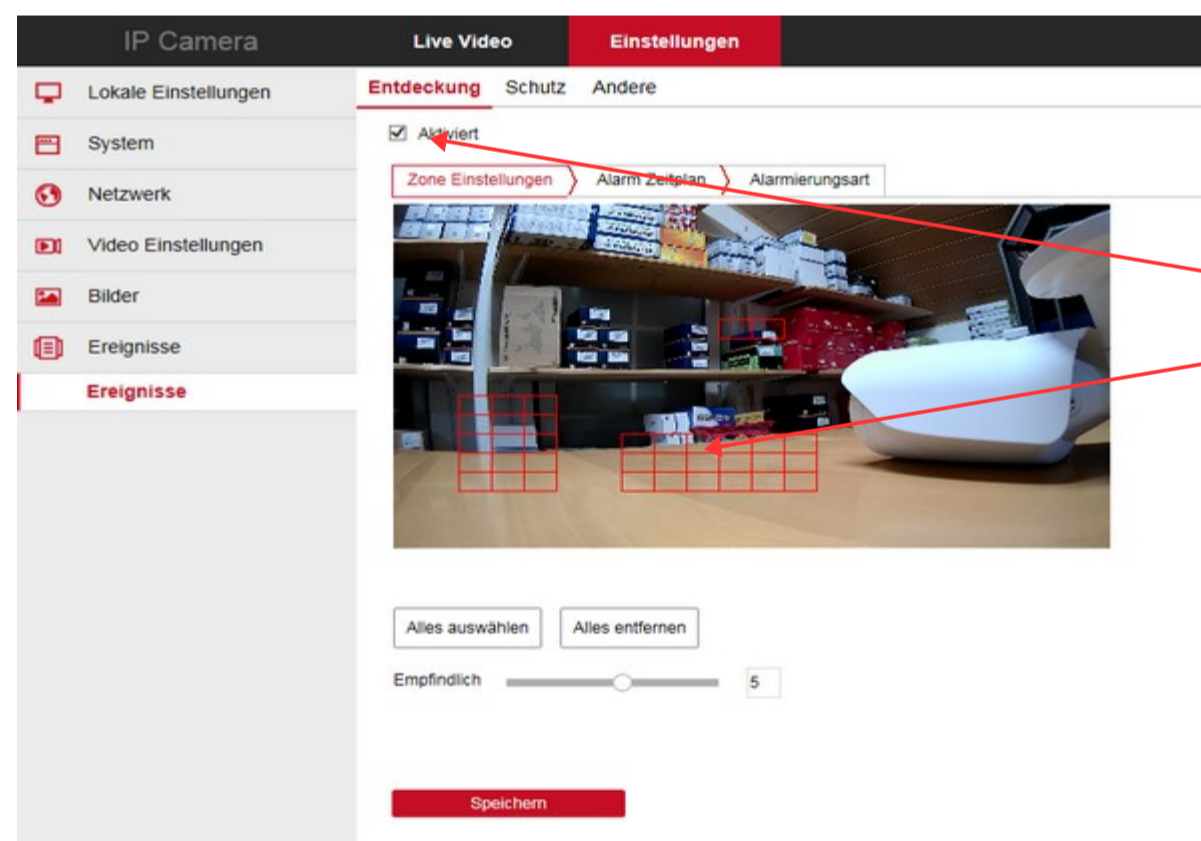 IP Camera
Live Video
Einstellungen
Lokale Einstellungen
System
Netzwerk
Video Einstellungen
Bilder
Ereignisse
Ereignisse
Entdeckung
Schutz
Andere
Aktiviert
Zone Einstellungen
Alarm Zeitplan
Alarmierungsart
Alles auswählen
Alles entfernen
Empfindlich
5
Speichern